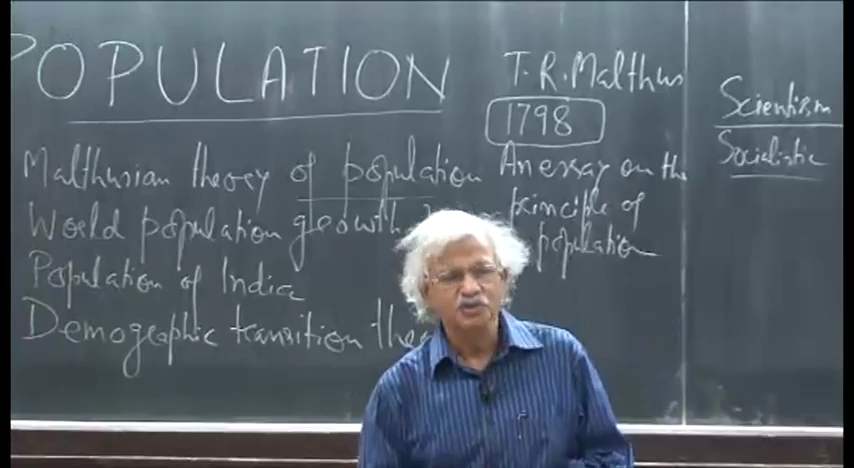 POPULATION
Malthusian theory of population
World population growth
Population of India
Demographic transition
T.R.Malthus
1798
An essay on the
principle of
population
Scientism
Socialistic